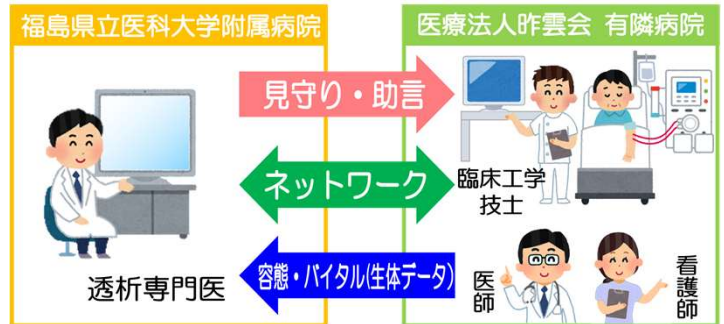 福島県立医科大学附属病院
医療法人昨雲会 有隣病院
見守り・助言
ネットワーク
容態・バイタル(生体データ)
透析専門医
臨床工学
技士
医師
看護師